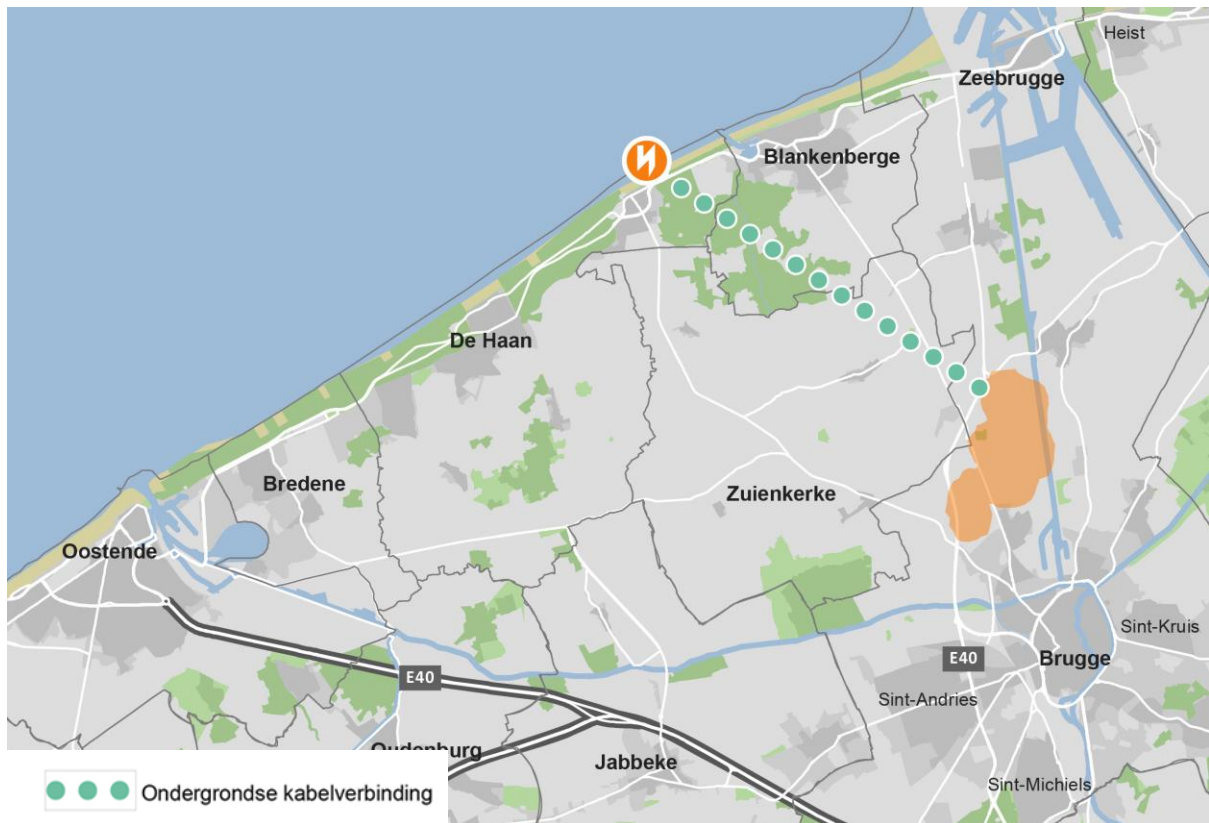 Heist
Zeebrugge
Blankenberge
De Haan
Bredene
Zuienkerke
Oostende
Sint-Kruis
Brugge
E40
E40
Sint-Andries
Oudenburg
Jabbeke
Sint-Michiels
Ondergrondse kabelverbinding